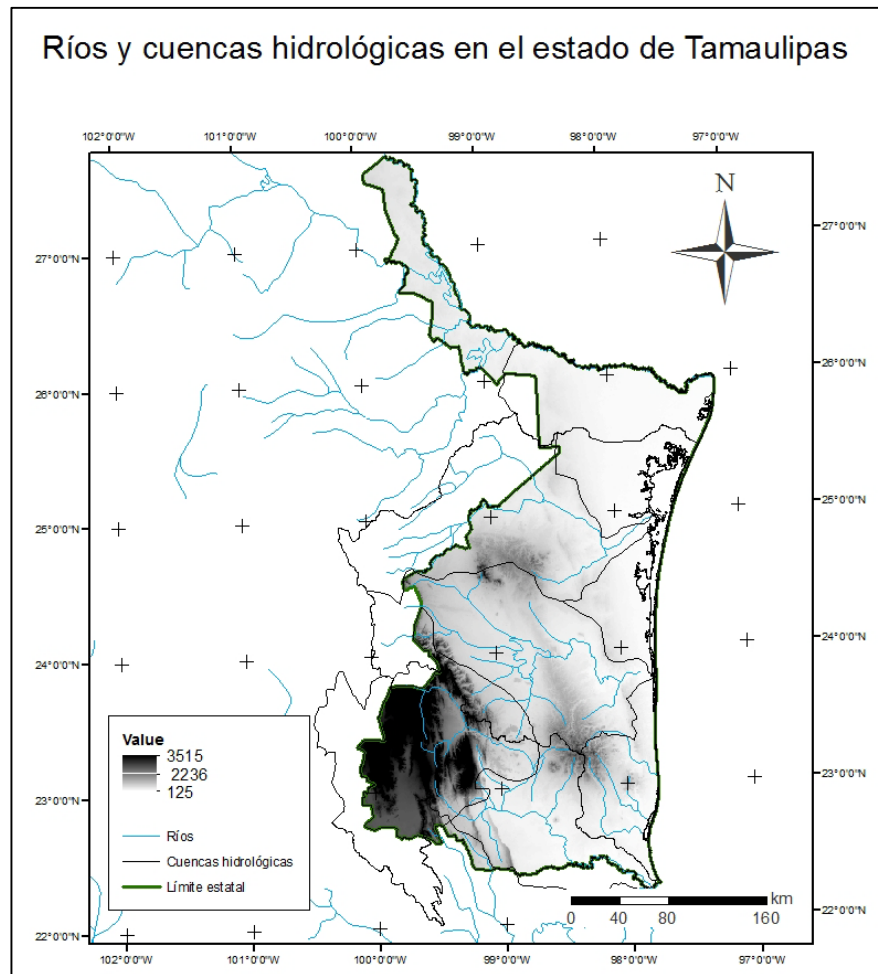 Ríos y cuencas hidrológicas en el estado de Tamaulipas
102°0'0"W 101°0'0"W 100°0'0"W 99°0'0"W 98°0'0"W 97°0'0"W
N
27°0'0"N 27°0'0"N
26°0'0"N 26°0'0"N
25°0'0"N 25°0'0"N
24°0'0"N 24°0'0"N
23°0'0"N 23°0'0"N
22°0'0"N 22°0'0"N
Value
3515
2236
125
Ríos
Cuencas hidrológicas
Límite estatal
km
0 40 80 160
102°0'0"W 101°0'0"W 100°0'0"W 99°0'0"W 98°0'0"W 97°0'0"W